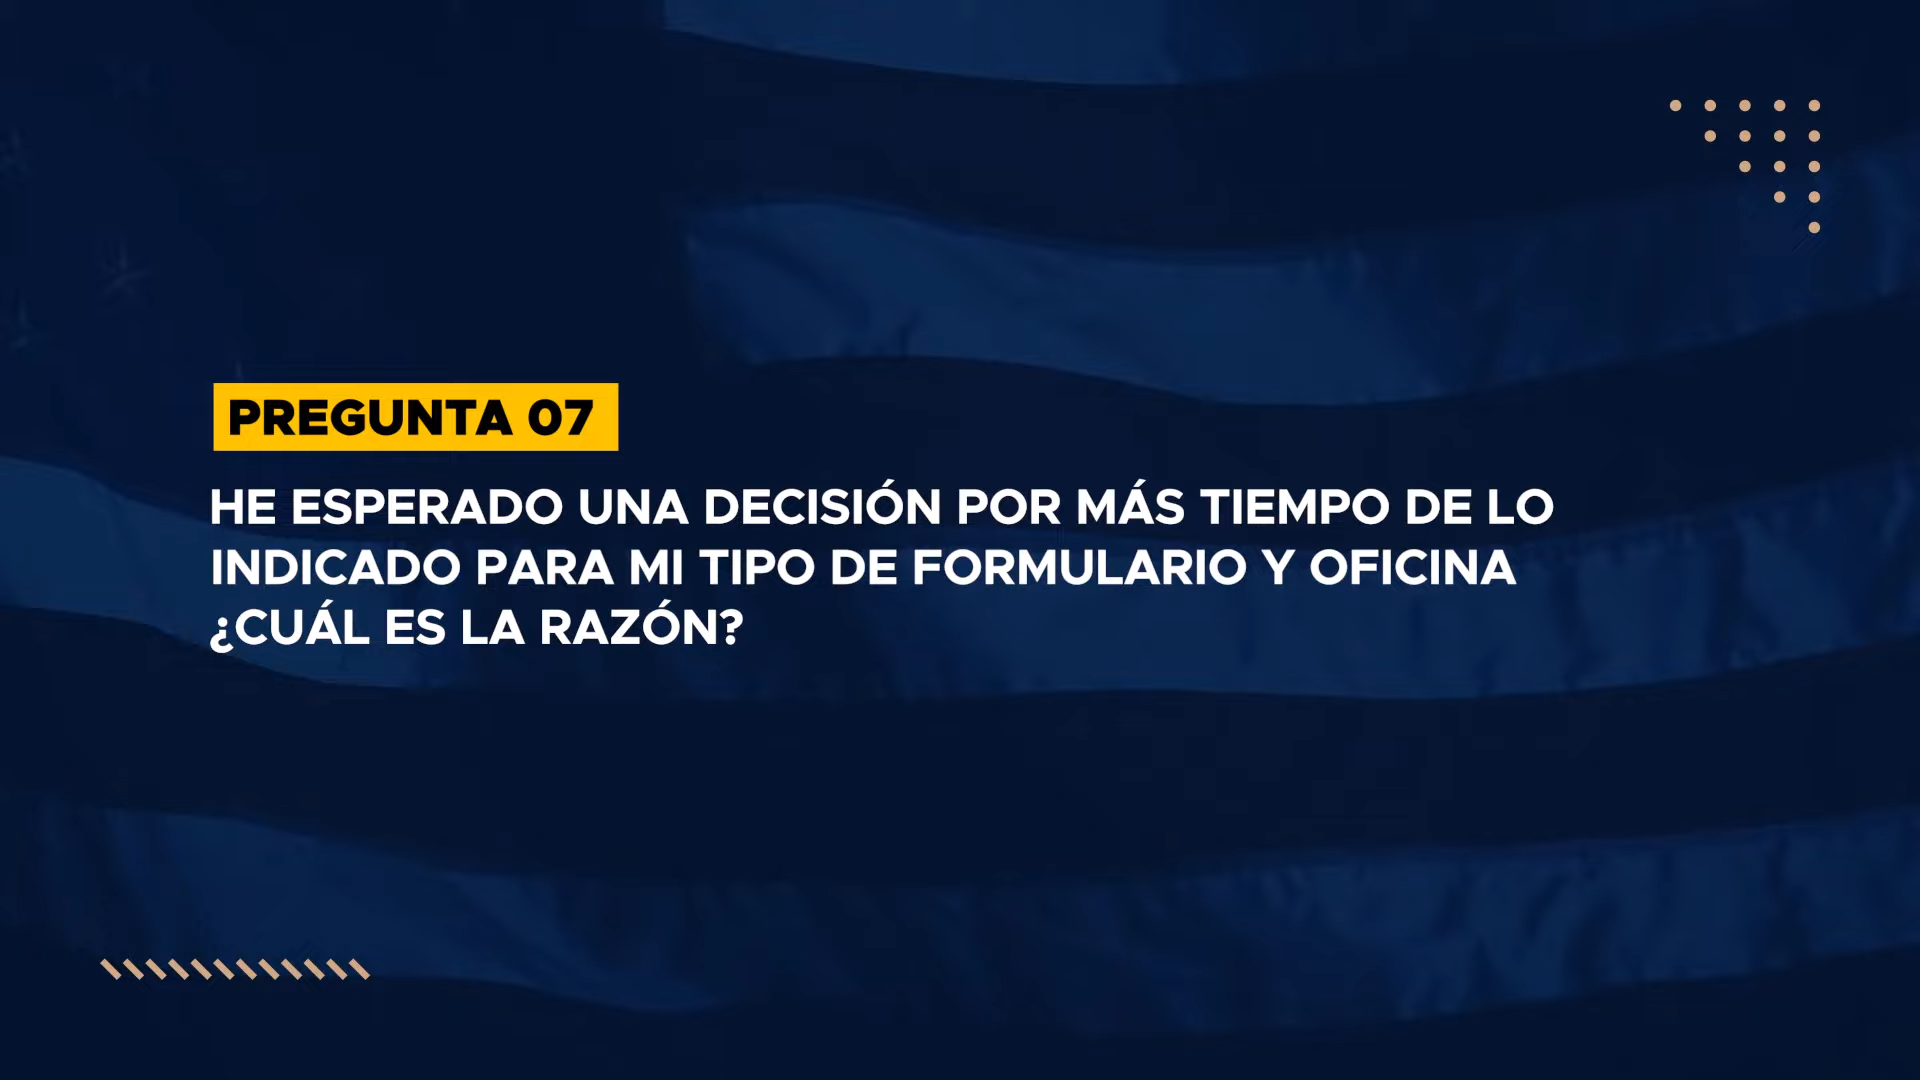 PREGUNTA 07
HE ESPERADO UNA DECISIÓN POR MÁS TIEMPO DE LO
INDICADO PARA MI TIPO DE FORMULARIO Y OFICINA
¿CUÁL ES LA RAZÓN?